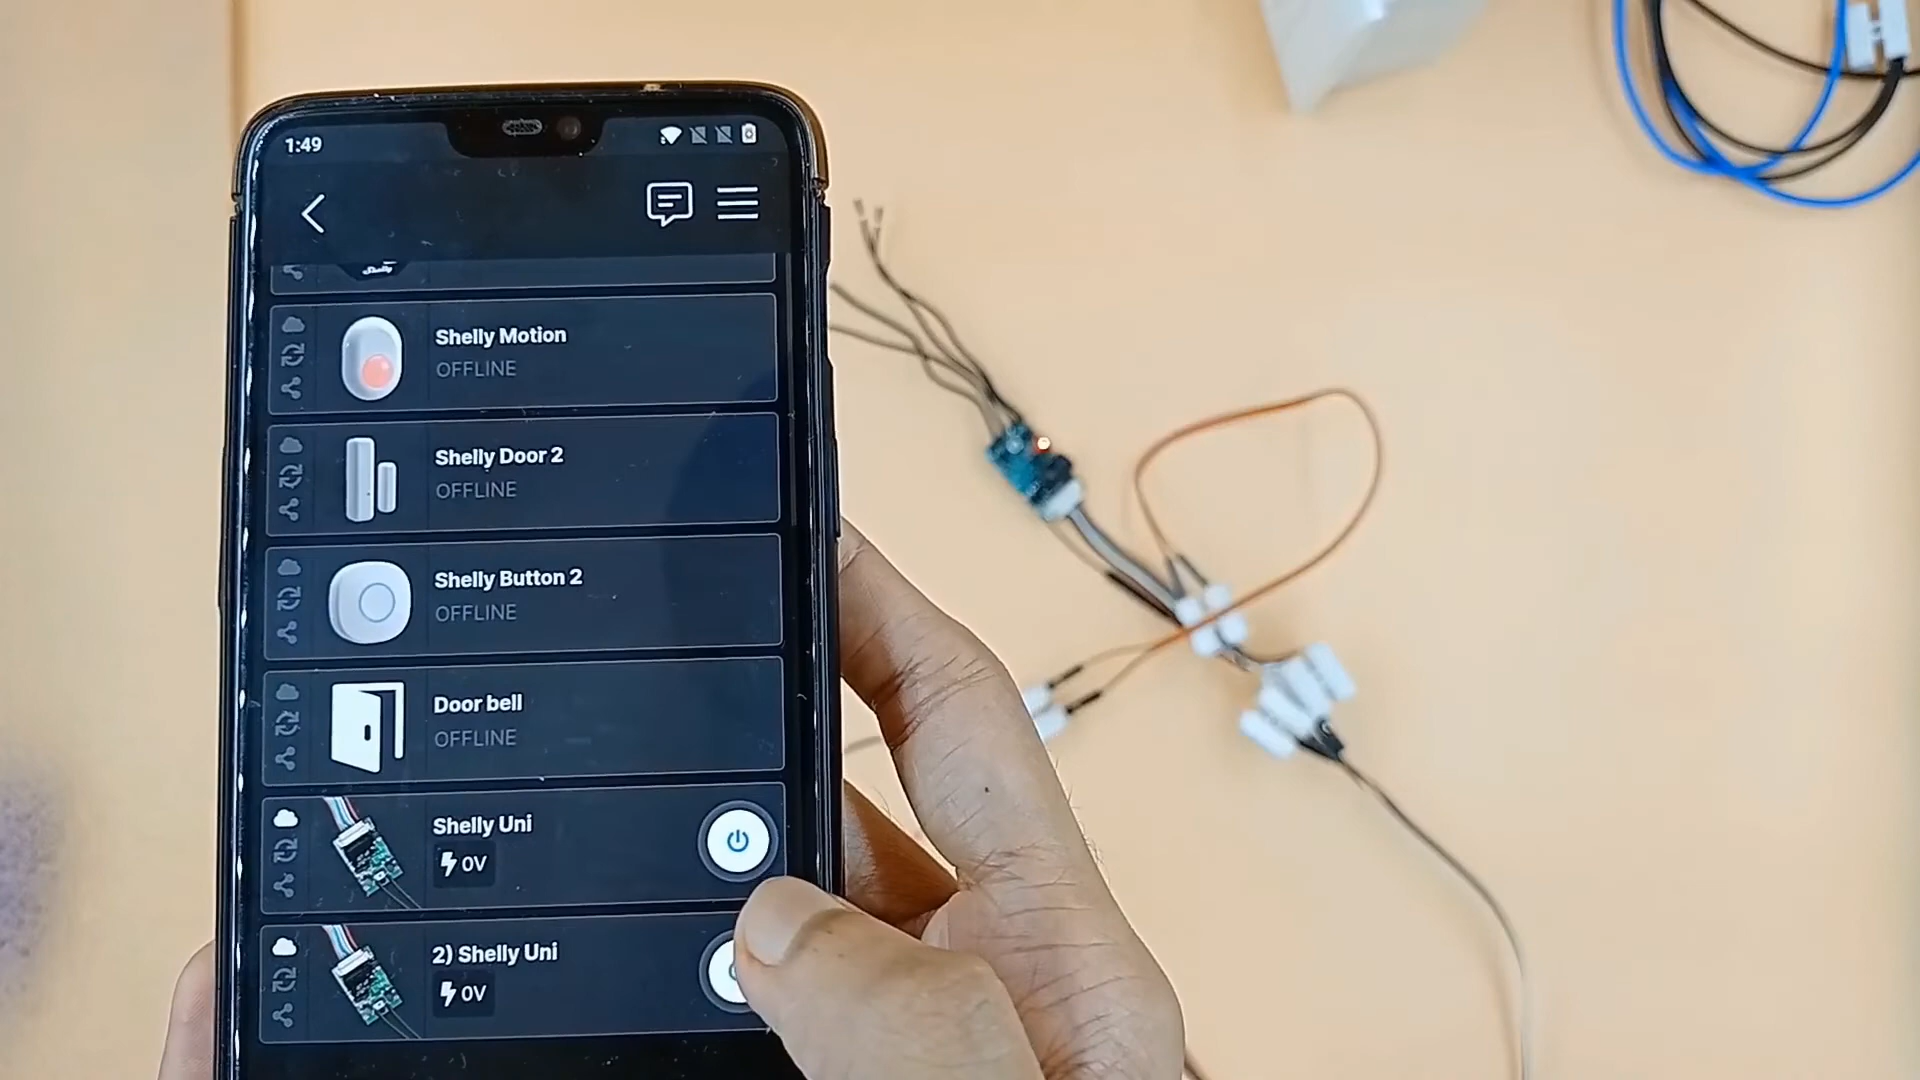 1:49
Shelly
Shelly Motion
OFFLINE
Shelly Door 2
OFFLINE
Shelly Button 2
OFFLINE
Door bell
OFFLINE
Shelly Uni
0V
2) Shelly Uni
0V